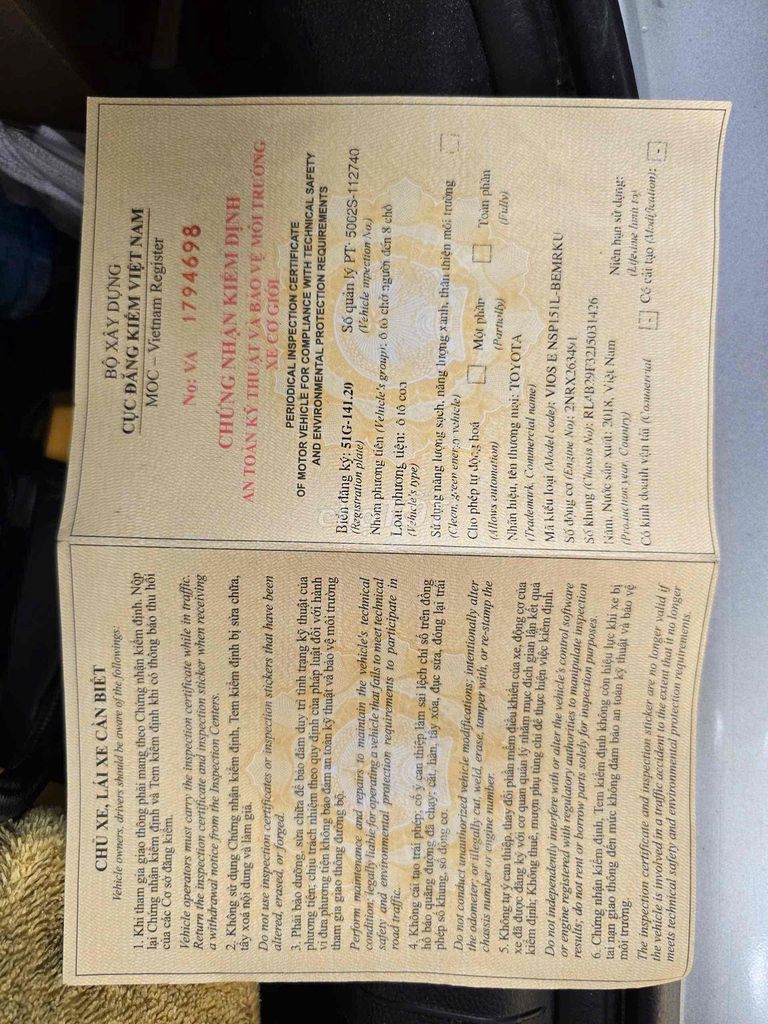 BỘ XÂY DỰNG
CỤC ĐĂNG KIỂM VIỆT NAM
MOC – Vietnam Register
No: VA 1794698
CHỨNG NHẬN KIỂM ĐỊNH
AN TOÀN KỸ THUẬT VÀ BẢO VỆ MÔI TRƯỜNG
XE CƠ GIỚI
PERIODICAL INSPECTION CERTIFICATE
OF MOTOR VEHICLE FOR COMPLIANCE WITH TECHNICAL SAFETY
AND ENVIRONMENTAL PROTECTION REQUIREMENTS
Biển đăng ký: 51G-141.20 Số quản lý PT: 5002S-112740
(Registration plate) (Vehicle inpection No.)
Nhóm phương tiện (Vehicle's group): ô tô chở người đến 8 chỗ
Loại phương tiện: ô tô con
(Vehicle's type)
Sử dụng năng lượng sạch, năng lượng xanh, thân thiện môi trường
(Clean, green energy vehicle)
Cho phép tự động hoá Một phần Toàn phần
(Allows automation) (Partially) (Fully)
Nhãn hiệu, tên thương mại: TOYOTA
(Trademark, Commercial name)
Mã kiểu loại (Model code): VIOS E NSP151L-BEMRKU
Số động cơ (Engine No): 2NRX263491
Số khung (Chassis No): RL4B29F32J5031426
Năm, Nước sản xuất: 2018, Việt Nam Niên hạn sử dụng:
(Production year, Country) (Lifetime limit to)
Có kinh doanh vận tải (Commercial Có cải tạo (Modification):
CHỦ XE, LÁI XE CẦN BIẾT
Vehicle owners, drivers should be aware of the followings:
1. Khi tham gia giao thông phải mang theo Chứng nhận kiểm định. Nộp
lại Chứng nhận kiểm định và Tem kiểm định khi có thông báo thu hồi
của các Cơ sở đăng kiểm.
Vehicle operators must carry the inspection certificate while in traffic.
Return the inspection certificate and inspection sticker when receiving
a withdrawal notice from the Inspection Centers.
2. Không sử dụng Chứng nhận kiểm định, Tem kiểm định bị sửa chữa,
tẩy xoá nội dung và làm giả.
Do not use inspection certificates or inspection stickers that have been
altered, erased, or forged.
3. Phải bảo dưỡng, sửa chữa để bảo đảm duy trì tình trạng kỹ thuật của
phương tiện; chịu trách nhiệm theo quy định của pháp luật đối với hành
vi đưa phương tiện không bảo đảm an toàn kỹ thuật và bảo vệ môi trường
tham gia giao thông đường bộ.
Perform maintenance and repairs to maintain the vehicle's technical
condition; legally liable for operating a vehicle that fails to meet technical
safety and environmental protection requirements to participate in
road traffic.
4. Không cải tạo trái phép; cố ý can thiệp làm sai lệch chỉ số trên đồng
hồ báo quãng đường đã chạy; cắt, hàn, tẩy xóa, đục sửa, đóng lại trái
phép số khung, số động cơ.
Do not conduct unauthorized vehicle modifications; intentionally alter
the odometer; or illegally cut, weld, erase, tamper with, or re-stamp the
chassis number or engine number.
5. Không tự ý can thiệp, thay đổi phần mềm điều khiển của xe, động cơ của
xe đã được đăng ký với cơ quan quản lý nhằm mục đích gian lận kết quả
kiểm định; Không thuê, mượn phụ tùng chỉ để thực hiện việc kiểm định.
Do not independently interfere with or alter the vehicle's control software
or engine registered with regulatory authorities to manipulate inspection
results; do not rent or borrow parts solely for inspection purposes.
6. Chứng nhận kiểm định, Tem kiểm định không còn hiệu lực khi xe bị
tai nạn giao thông đến mức không đảm bảo an toàn kỹ thuật và bảo vệ
môi trường.
The inspection certificate and inspection sticker are no longer valid if
the vehicle is involved in a traffic accident to the extent that it no longer
meets technical safety and environmental protection requirements.